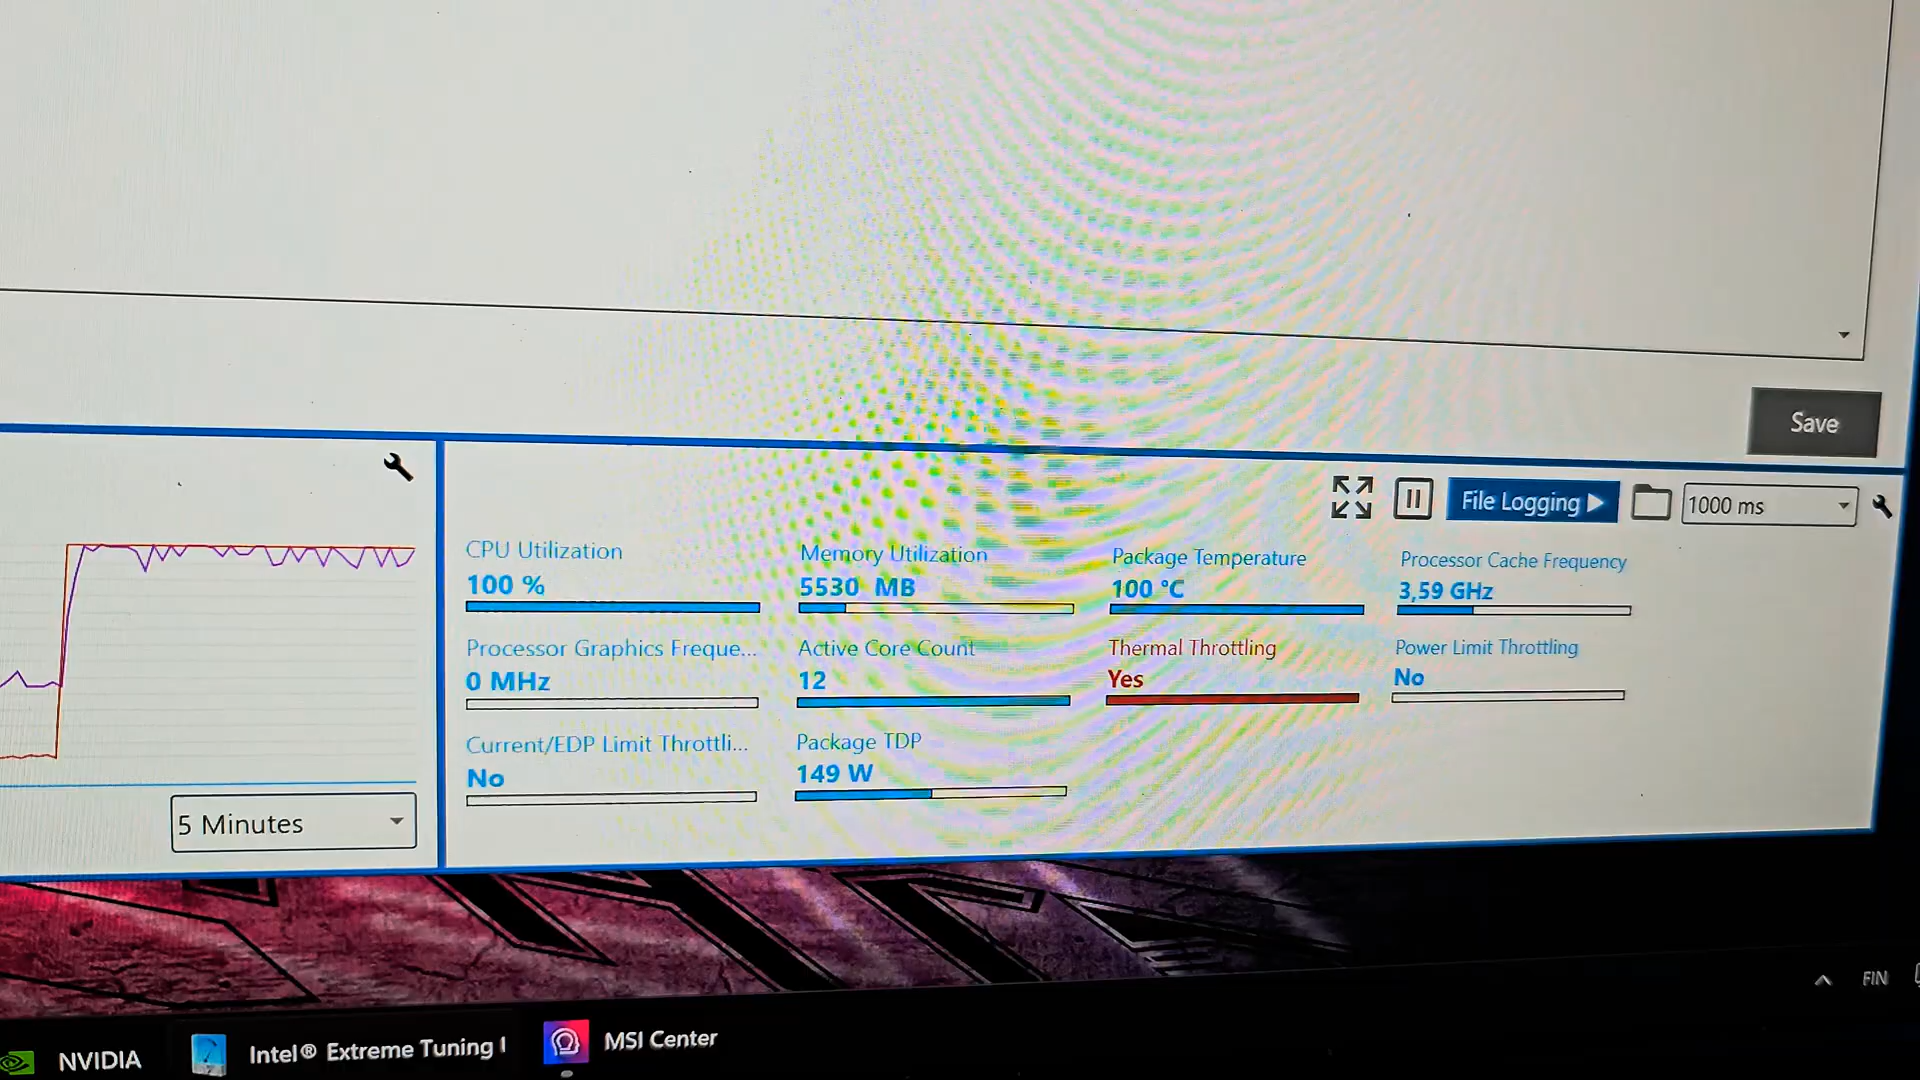 Save
File Logging
1000 ms
CPU Utilization
100 %
Memory Utilization
5530 MB
Package Temperature
100 °C
Processor Cache Frequency
3,59 GHz
Processor Graphics Freque...
0 MHz
Active Core Count
12
Thermal Throttling
Yes
Power Limit Throttling
No
Current/EDP Limit Throttli...
No
Package TDP
149 W
5 Minutes
FIN
NVIDIA
Intel® Extreme Tuning
MSI Center